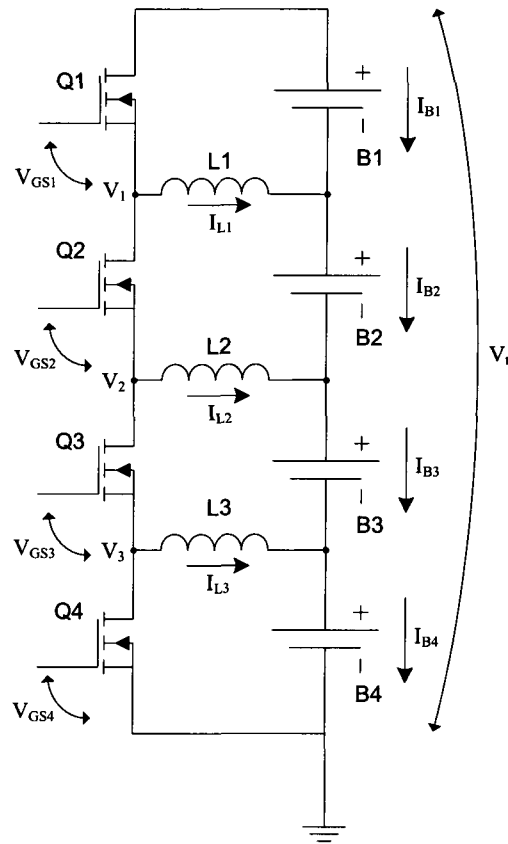 Q1
+
I_B1
V_GS1
B1
V_1
L1
I_L1
Q2
+
I_B2
V_GS2
B2
L2
V_2
I_L2
Q3
+
I_B3
L3
B3
V_GS3
V_3
I_L3
Q4
+
I_B4
B4
V_GS4